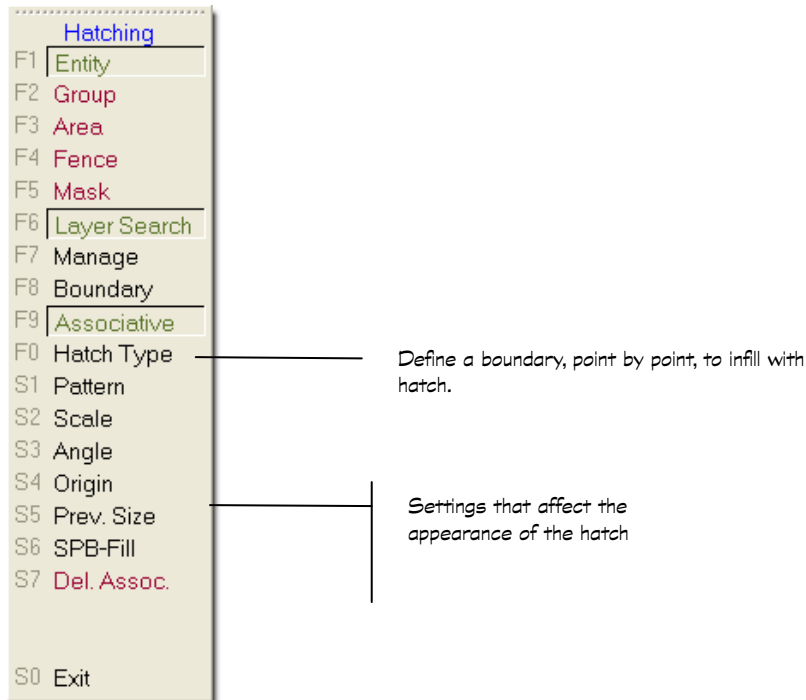 Hatching
F1 Entity
F2 Group
F3 Area
F4 Fence
F5 Mask
F6 Layer Search
F7 Manage
F8 Boundary
F9 Associative
F0 Hatch Type
Define a boundary, point by point, to infill with
hatch.
S1 Pattern
S2 Scale
S3 Angle
S4 Origin
S5 Prev. Size
Settings that affect the
appearance of the hatch
S6 SPB-Fill
S7 Del. Assoc.
S0 Exit